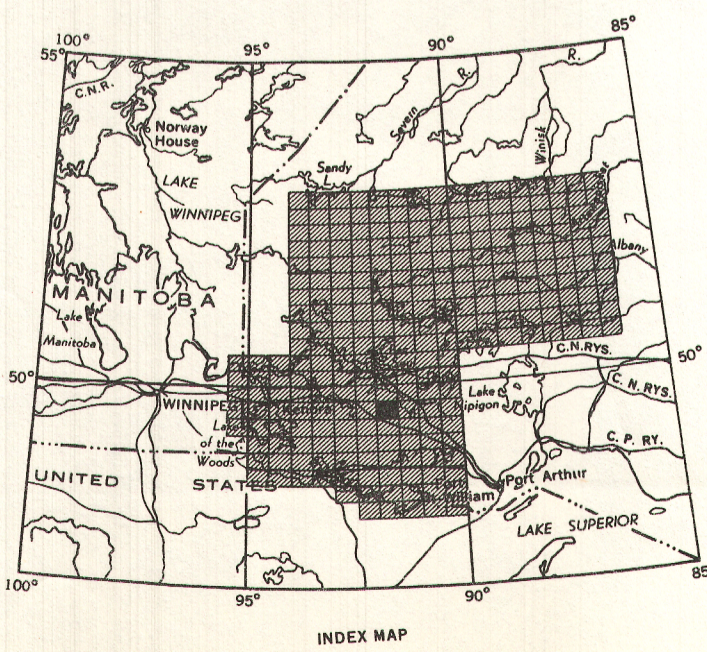 100°
95°
90°
85°
55°
R.
R.
C.N.R.
Severn
Norway
House
Winisk
Sandy
L.
LAKE
WINNIPEG
Albany
MANITOBA
Lake
Manitoba
C.N.RYS.
50°
50°
C. N. RYS.
WINNIPEG
Kenora
Lake
Nipigon
Lake
of the
Woods
C. P. RY.
UNITED STATES
Fort
William
Port Arthur
LAKE SUPERIOR
100°
95°
90°
85°
INDEX MAP